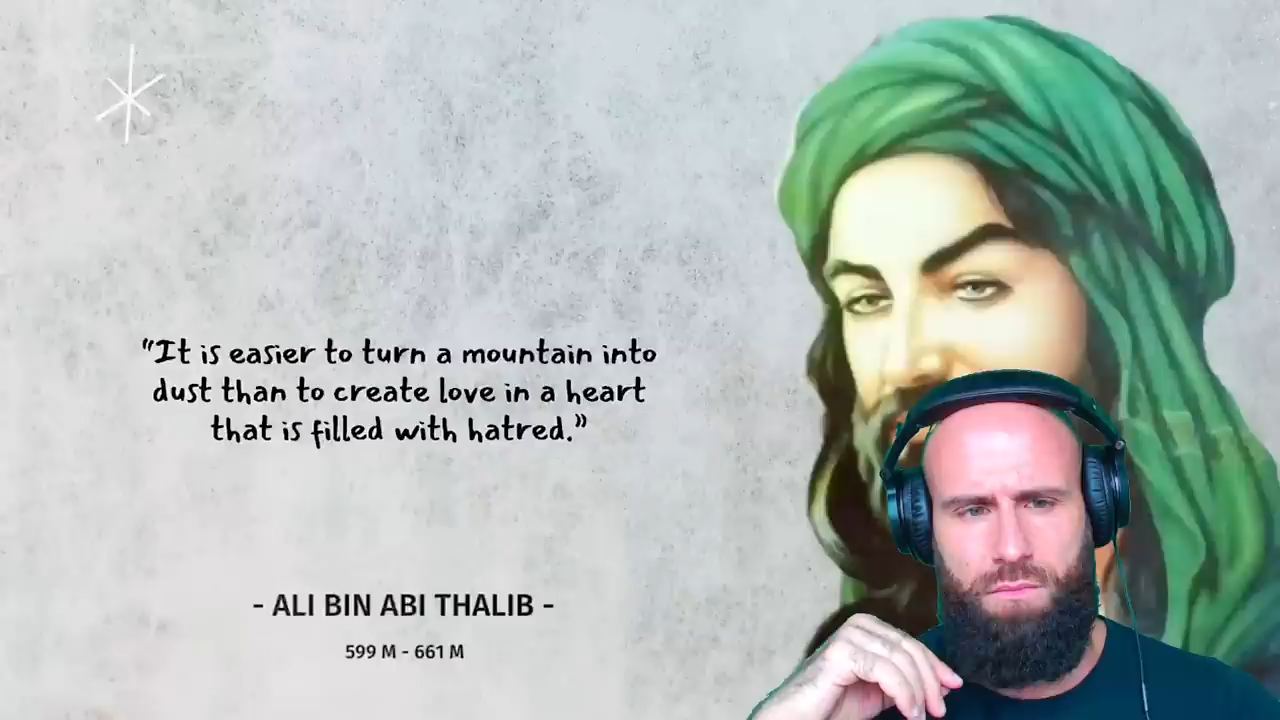 "It is easier to turn a mountain into
dust than to create love in a heart
that is filled with hatred."
- ALI BIN ABI THALIB -
599 M - 661 M